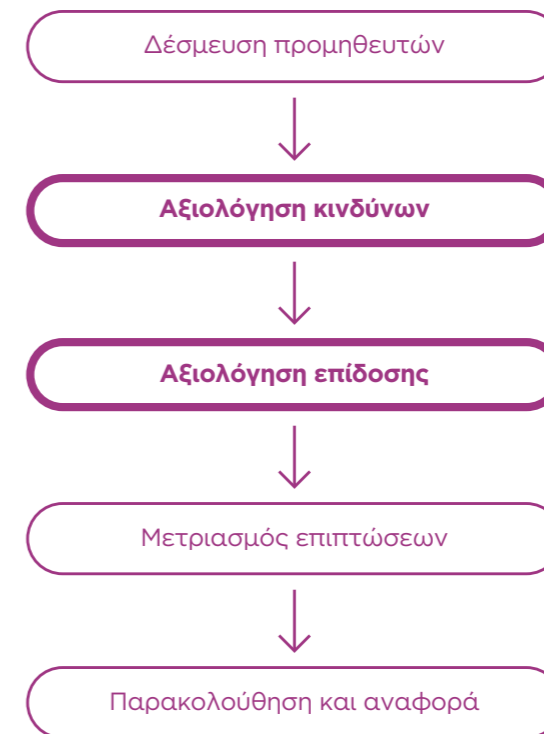 Δέσμευση προμηθευτών
Αξιολόγηση κινδύνων
Αξιολόγηση επίδοσης
Μετριασμός επιπτώσεων
Παρακολούθηση και αναφορά